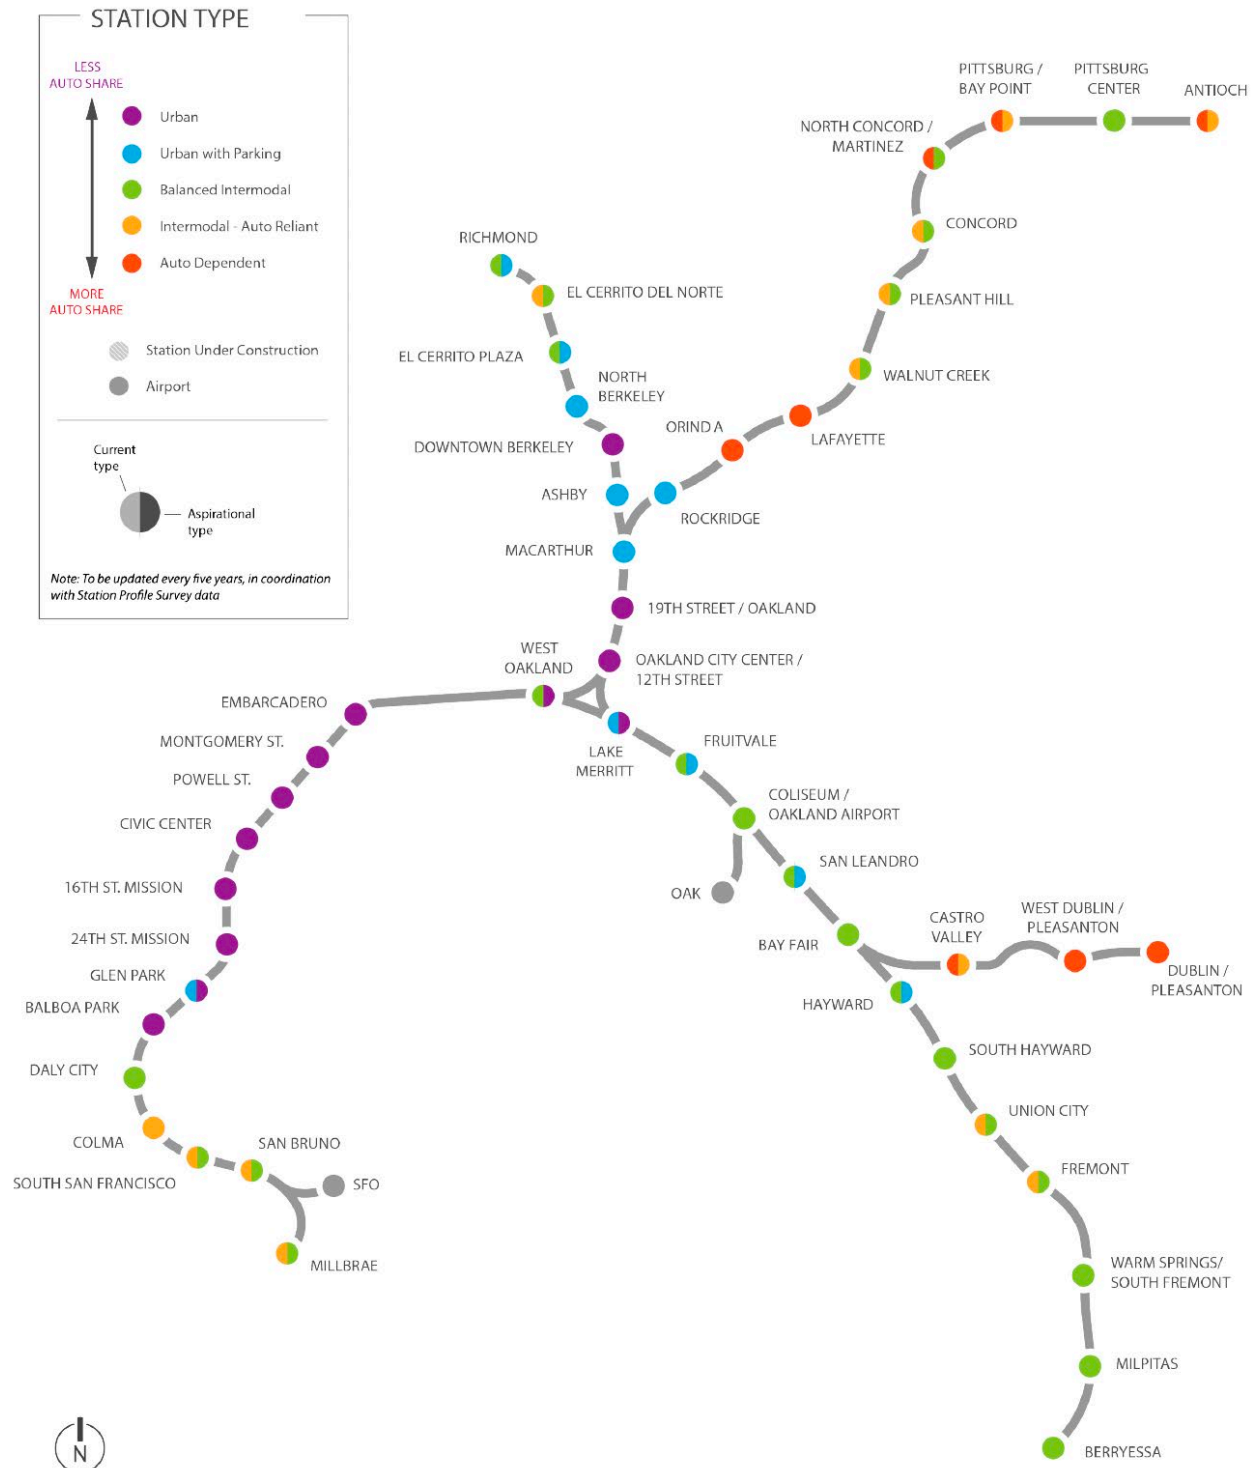 STATION TYPE
LESS
AUTO SHARE
Urban
Urban with Parking
Balanced Intermodal
Intermodal - Auto Reliant
Auto Dependent
MORE
AUTO SHARE
Station Under Construction
Airport
Current
type
Aspirational
type
Note: To be updated every five years, in coordination
with Station Profile Survey data
PITTSBURG /
BAY POINT
PITTSBURG
CENTER
ANTIOCH
NORTH CONCORD /
MARTINEZ
CONCORD
RICHMOND
EL CERRITO DEL NORTE
PLEASANT HILL
EL CERRITO PLAZA
NORTH
BERKELEY
WALNUT CREEK
ORIND A
LAFAYETTE
DOWNTOWN BERKELEY
ASHBY
ROCKRIDGE
MACARTHUR
19TH STREET / OAKLAND
WEST
OAKLAND
OAKLAND CITY CENTER /
12TH STREET
EMBARCADERO
MONTGOMERY ST.
LAKE
MERRITT
FRUITVALE
POWELL ST.
COLISEUM /
OAKLAND AIRPORT
CIVIC CENTER
SAN LEANDRO
16TH ST. MISSION
OAK
24TH ST. MISSION
BAY FAIR
CASTRO
VALLEY
WEST DUBLIN /
PLEASANTON
DUBLIN /
PLEASANTON
GLEN PARK
BALBOA PARK
HAYWARD
DALY CITY
SOUTH HAYWARD
UNION CITY
COLMA
SAN BRUNO
SOUTH SAN FRANCISCO
SFO
FREMONT
MILLBRAE
WARM SPRINGS/
SOUTH FREMONT
MILPITAS
BERRYESSA
N